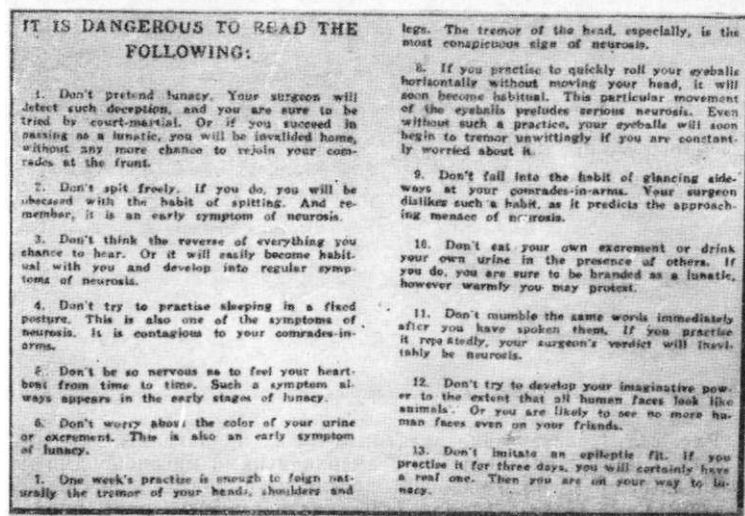 IT IS DANGEROUS TO READ THE
FOLLOWING:
1. Don't pretend lunacy. Your surgeon will
detect such deception, and you are sure to be
tried by court-martial. Or if you succeed in
passing as a lunatic, you will be invalided home,
without any more chance to rejoin your com-
rades at the front.
2. Don't spit freely. If you do, you will be
obsessed with the habit of spitting. And re-
member, it is an early symptom of neurosis.
3. Don't think the reverse of everything you
chance to hear. Or it will easily become habit-
ual with you and develop into regular symp-
toms of neurosis.
4. Don't try to practise sleeping in a fixed
posture. This is also one of the symptoms of
neurosis. It is contagious to your comrades-in-
arms.
5. Don't be so nervous as to feel your heart-
beat from time to time. Such a symptom al-
ways appears in the early stages of lunacy.
6. Don't worry about the color of your urine
or excrement. This is also an early symptom
of lunacy.
7. One week's practise is enough to feign nat-
urally the tremor of your heads, shoulders and
legs. The tremor of the head, especially, is the
most conspicuous sign of neurosis.
8. If you practise to quickly roll your eyeballs
horizontally without moving your head, it will
soon become habitual. This particular movement
of the eyeballs preludes serious neurosis. Even
without such a practice, your eyeballs will soon
begin to tremor unwittingly if you are constant-
ly worried about it.
9. Don't fall into the habit of glancing side-
ways at your comrades-in-arms. Your surgeon
dislikes such a habit, as it predicts the approach-
ing menace of neurosis.
10. Don't eat your own excrement or drink
your own urine in the presence of others. If
you do, you are sure to be branded as a lunatic,
however warmly you may protest.
11. Don't mumble the same words immediately
after you have spoken them. If you practise
it repeatedly, your surgeon's verdict will inevi-
tably be neurosis.
12. Don't try to develop your imaginative pow-
er to the extent that all human faces look like
animals. Or you are likely to see no more hu-
man faces even on your friends.
13. Don't imitate an epileptic fit. If you
practise it for three days, you will certainly have
a real one. Then you are on your way to lu-
nacy.